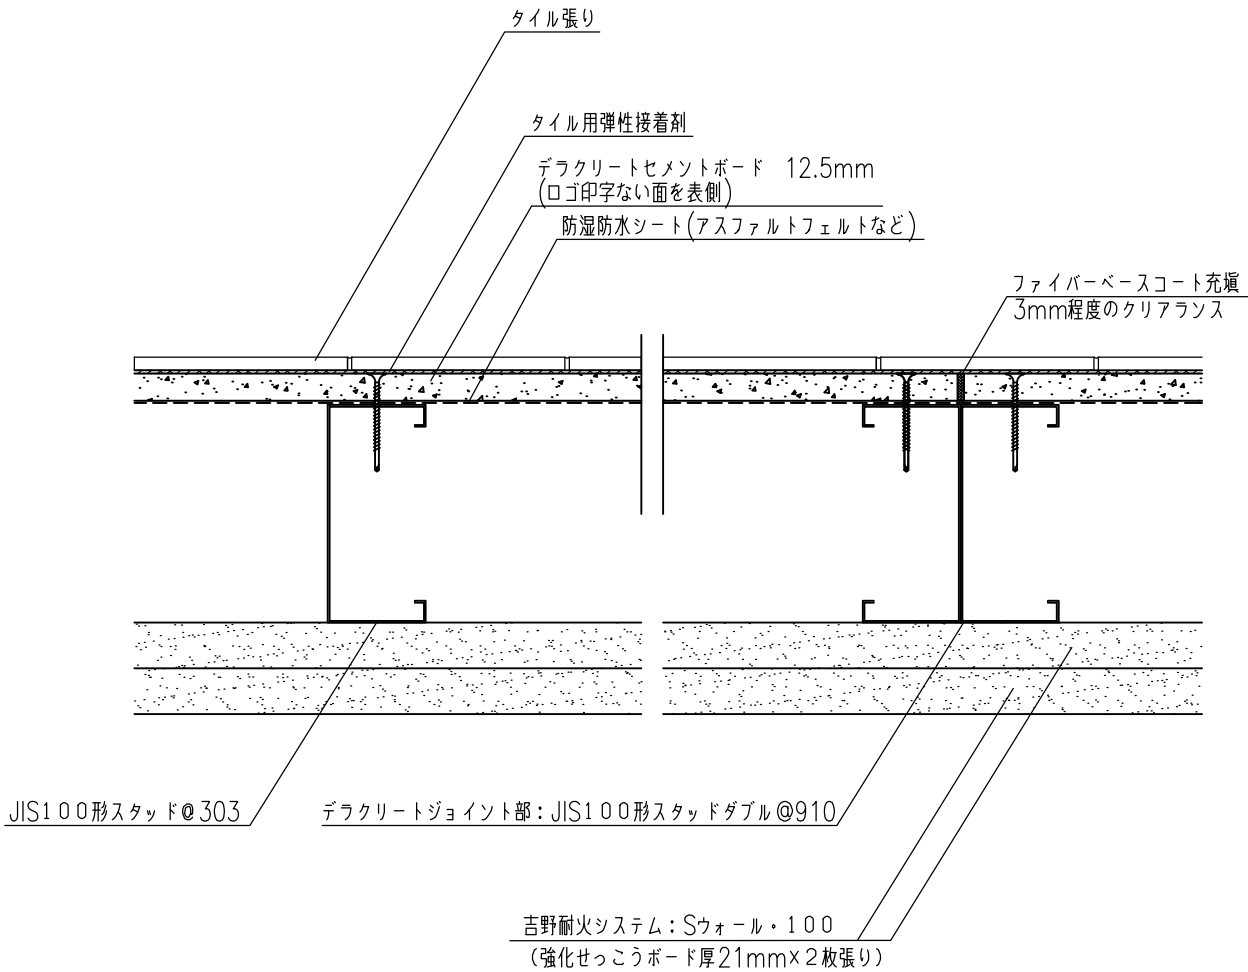 タイル張り
タイル用弾性接着剤
デラクリートセメントボード 12.5mm
(ロゴ印字ない面を表側)
防湿防水シート(アスファルトフェルトなど)
ファイバーベースコート充塡
3mm程度のクリアランス
JIS100形スタッド@303
デラクリートジョイント部：JIS100形スタッドダブル@910
吉野耐火システム：Sウォール・100
(強化せっこうボード厚21mm×2枚張り)